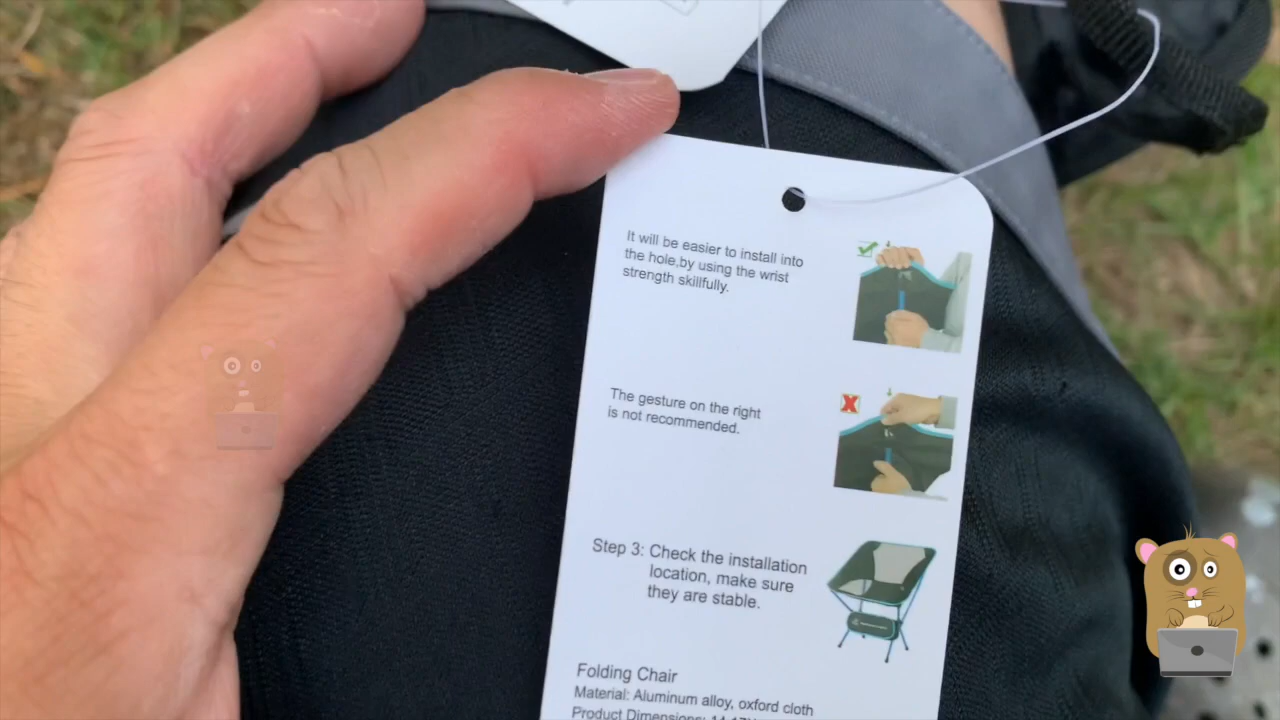 It will be easier to install into
the hole,by using the wrist
strength skillfully.
The gesture on the right
is not recommended.
Step 3: Check the installation
location, make sure
they are stable.
Folding Chair
Material: Aluminum alloy, oxford cloth
Product Dimensions: